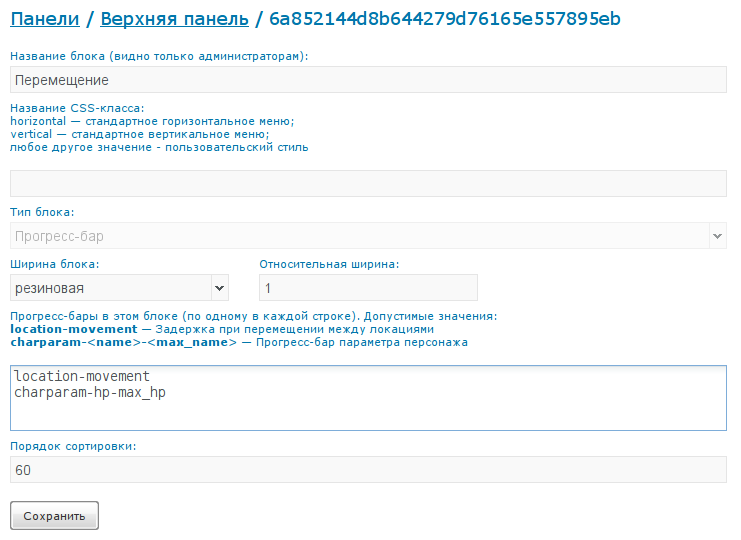 Панели / Верхняя панель / 6a852144d8b644279d76165e557895eb
Название блока (видно только администраторам):
Перемещение
Название CSS-класса:
horizontal — стандартное горизонтальное меню;
vertical — стандартное вертикальное меню;
любое другое значение - пользовательский стиль
Тип блока:
Прогресс-бар
Ширина блока: Относительная ширина:
резиновая 1
Прогресс-бары в этом блоке (по одному в каждой строке). Допустимые значения:
location-movement — Задержка при перемещении между локациями
charparam-<name>-<max_name> — Прогресс-бар параметра персонажа
location-movement
charparam-hp-max_hp
Порядок сортировки:
60
Сохранить